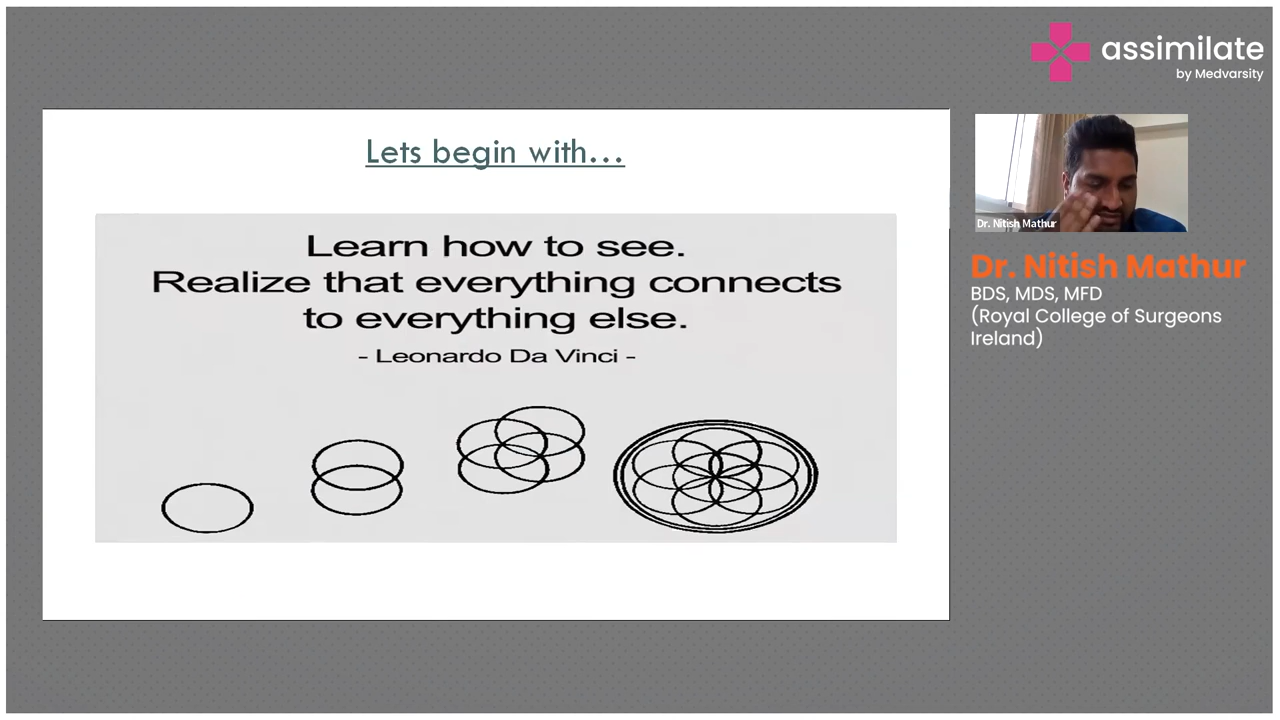 assimilate
by Medvarsity
Lets begin with...
Learn how to see.
Realize that everything connects
to everything else.
- Leonardo Da Vinci -
Dr. Nitish Mathur
Dr. Nitish Mathur
BDS, MDS, MFD
(Royal College of Surgeons
Ireland)